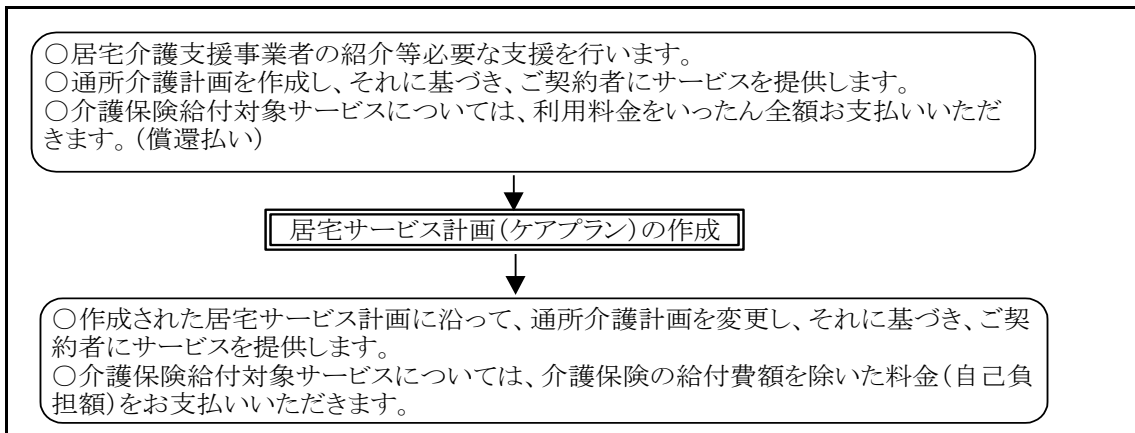 ○居宅介護支援事業者の紹介等必要な支援を行います。
○通所介護計画を作成し、それに基づき、ご契約者にサービスを提供します。
○介護保険給付対象サービスについては、利用料金をいったん全額お支払いいただ
きます。(償還払い)
居宅サービス計画(ケアプラン)の作成
○作成された居宅サービス計画に沿って、通所介護計画を変更し、それに基づき、ご契
約者にサービスを提供します。
○介護保険給付対象サービスについては、介護保険の給付費額を除いた料金(自己負
担額)をお支払いいただきます。